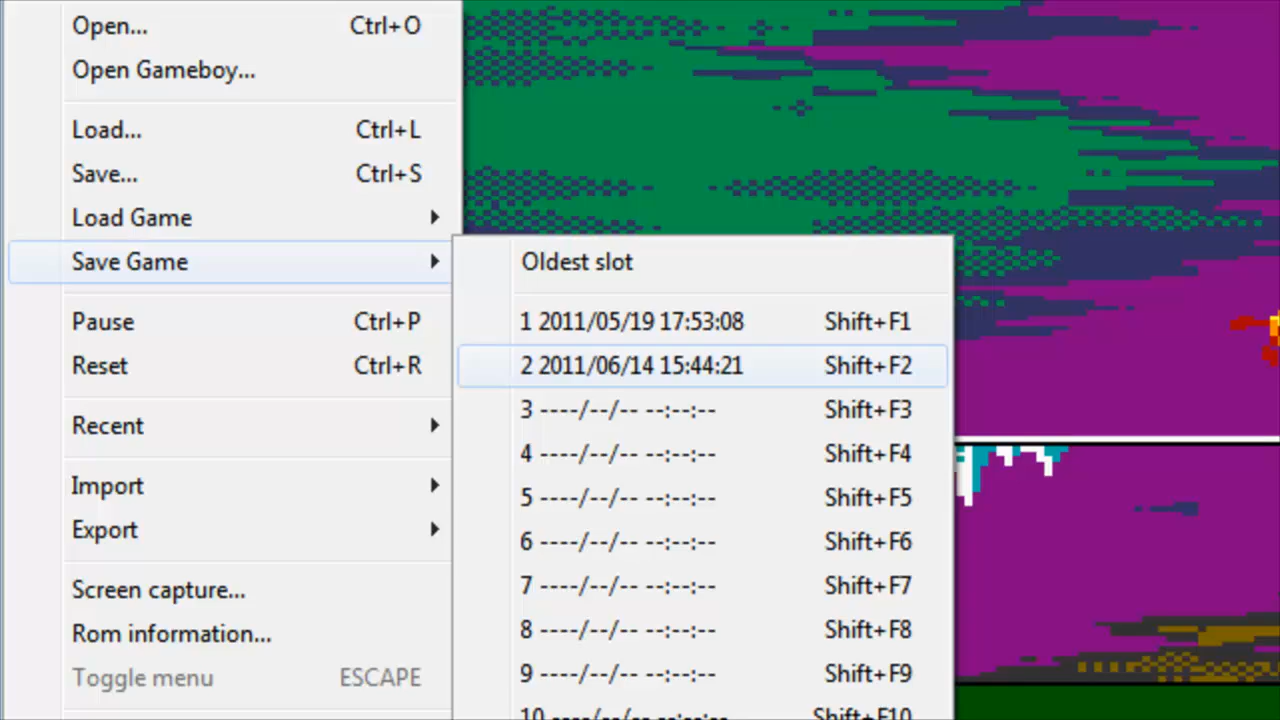 Open... Ctrl+O
Open Gameboy...
Load... Ctrl+L
Save... Ctrl+S
Load Game
Save Game
Oldest slot
Pause Ctrl+P
1 2011/05/19 17:53:08 Shift+F1
Reset Ctrl+R
2 2011/06/14 15:44:21 Shift+F2
3 ----/--/-- --:--:-- Shift+F3
Recent
4 ----/--/-- --:--:-- Shift+F4
Import
5 ----/--/-- --:--:-- Shift+F5
Export
6 ----/--/-- --:--:-- Shift+F6
Screen capture...
7 ----/--/-- --:--:-- Shift+F7
Rom information...
8 ----/--/-- --:--:-- Shift+F8
Toggle menu ESCAPE
9 ----/--/-- --:--:-- Shift+F9
10 ----/--/-- --:--:-- Shift+F10